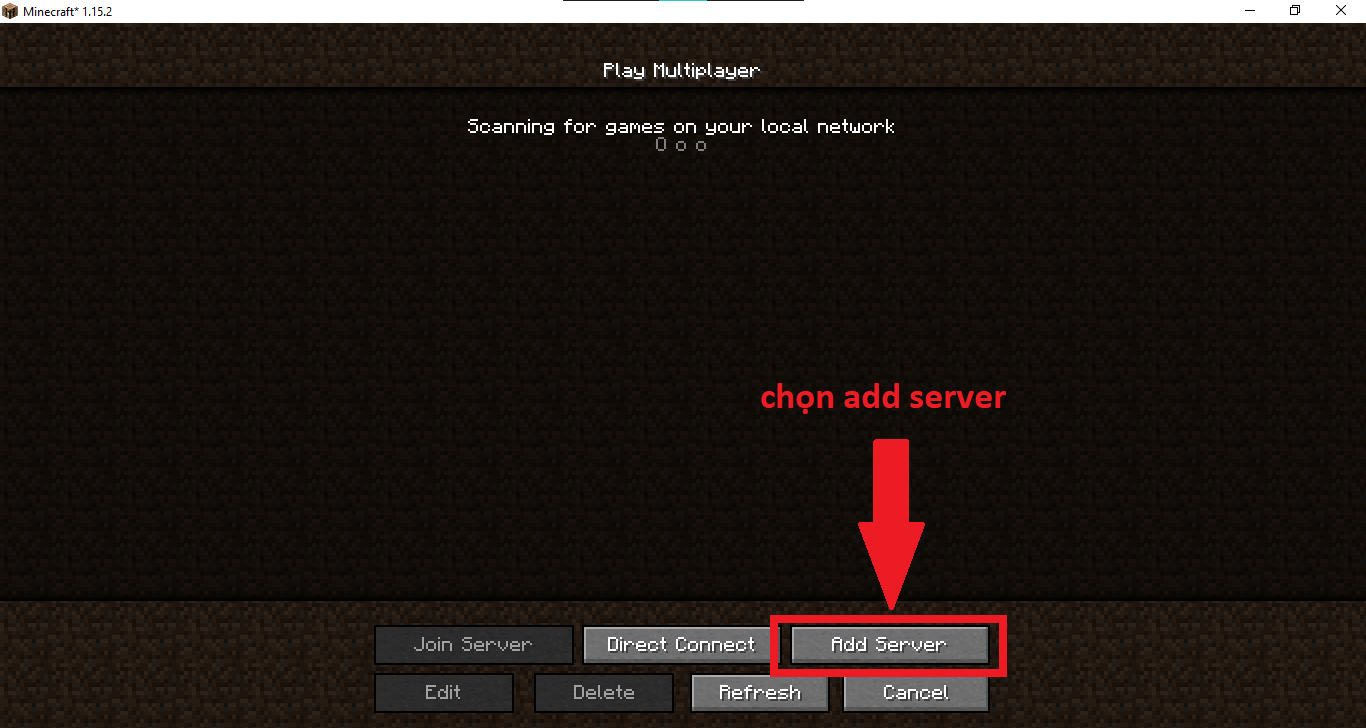 Minecraft* 1.15.2
Play Multiplayer
Scanning for games on your local network
O o o
chọn add server
Join Server
Direct Connect
Add Server
Edit
Delete
Refresh
Cancel